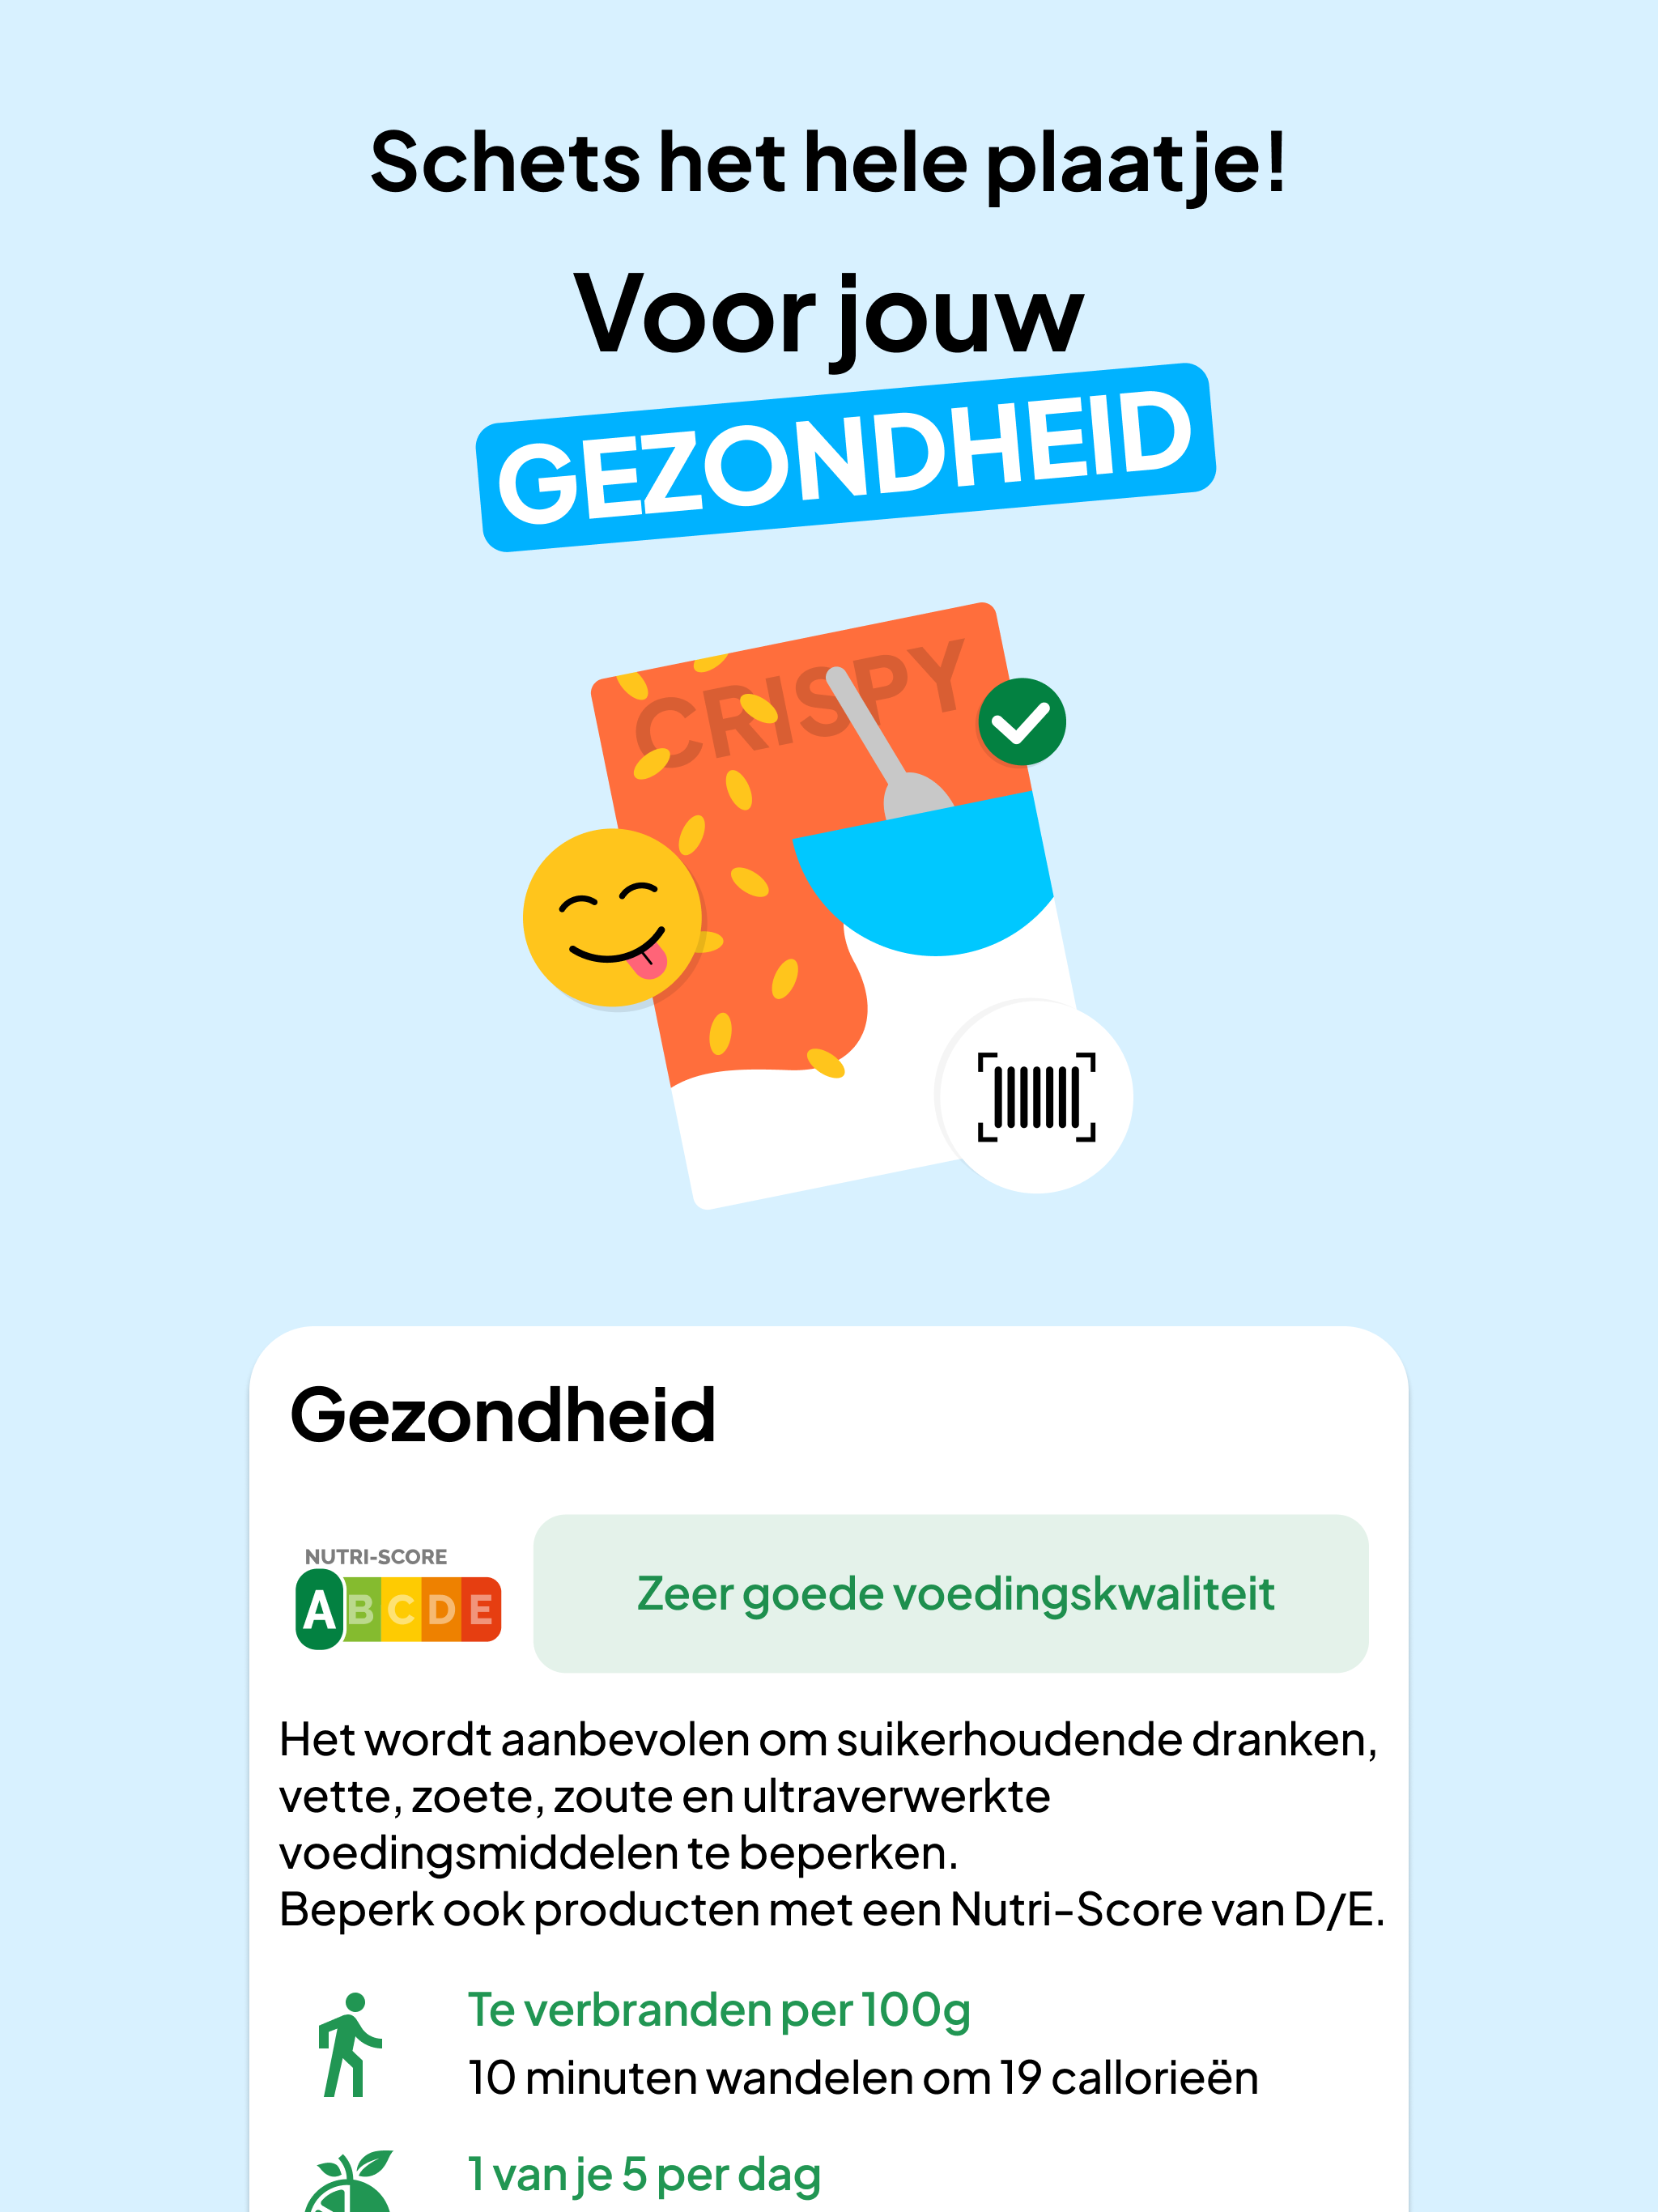 Schets het hele plaatje!
Voor jouw
GEZONDHEID
CRISPY
Gezondheid
NUTRI-SCORE
A B C D E
Zeer goede voedingskwaliteit
Het wordt aanbevolen om suikerhoudende dranken,
vette, zoete, zoute en ultraverwerkte
voedingsmiddelen te beperken.
Beperk ook producten met een Nutri-Score van D/E.
Te verbranden per 100g
10 minuten wandelen om 19 callorieën
1 van je 5 per dag